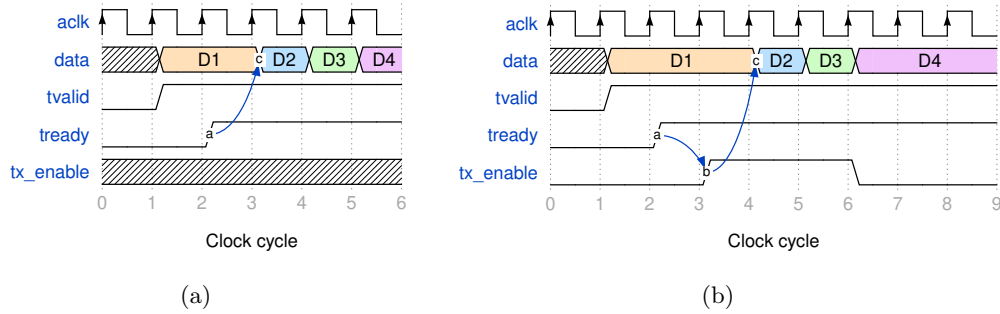 aclk
data D1 c D2 D3 D4
tvalid
tready a
tx_enable
0 1 2 3 4 5 6
Clock cycle
(a)
aclk
data D1 c D2 D3 D4
tvalid
tready a
tx_enable b
0 1 2 3 4 5 6 7 8 9
Clock cycle
(b)